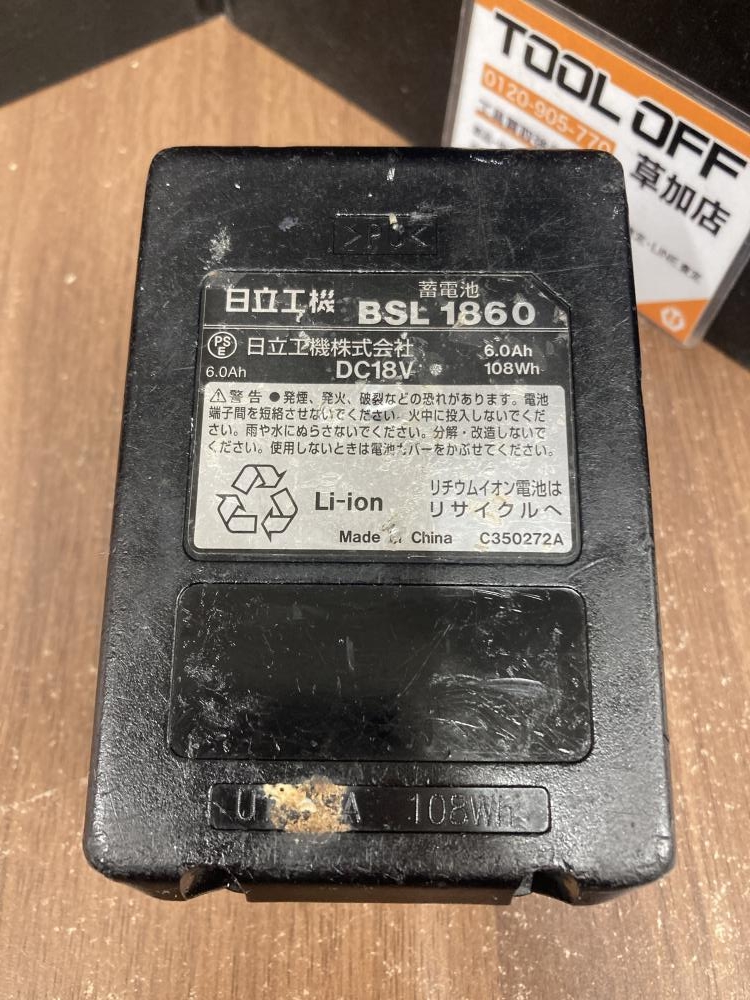 TOOL OFF
0120-905-770
草加店
>PC<
日立工機
蓄電池
BSL 1860
PS
E
日立工機株式会社
6.0Ah
6.0Ah
DC18V
108Wh
⚠警告 ●発煙、発火、破裂などの恐れがあります。電池
端子間を短絡させないでください。火中に投入しないでくだ
さい。雨や水にぬらさないでください。分解・改造しないで
ください。使用しないときは電池カバーをかぶせてください。
Li-ion
リチウムイオン電池は
リサイクルへ
Made in China
C350272A
108Wh